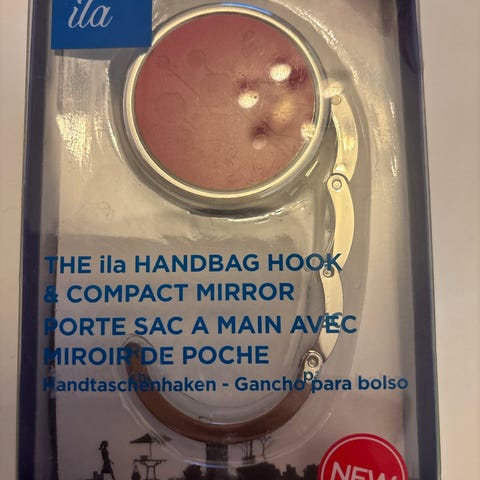 ila
THE ila HANDBAG HOOK
& COMPACT MIRROR
PORTE SAC A MAIN AVEC
MIROIR DE POCHE
Handtaschenhaken - Gancho para bolso
NEW